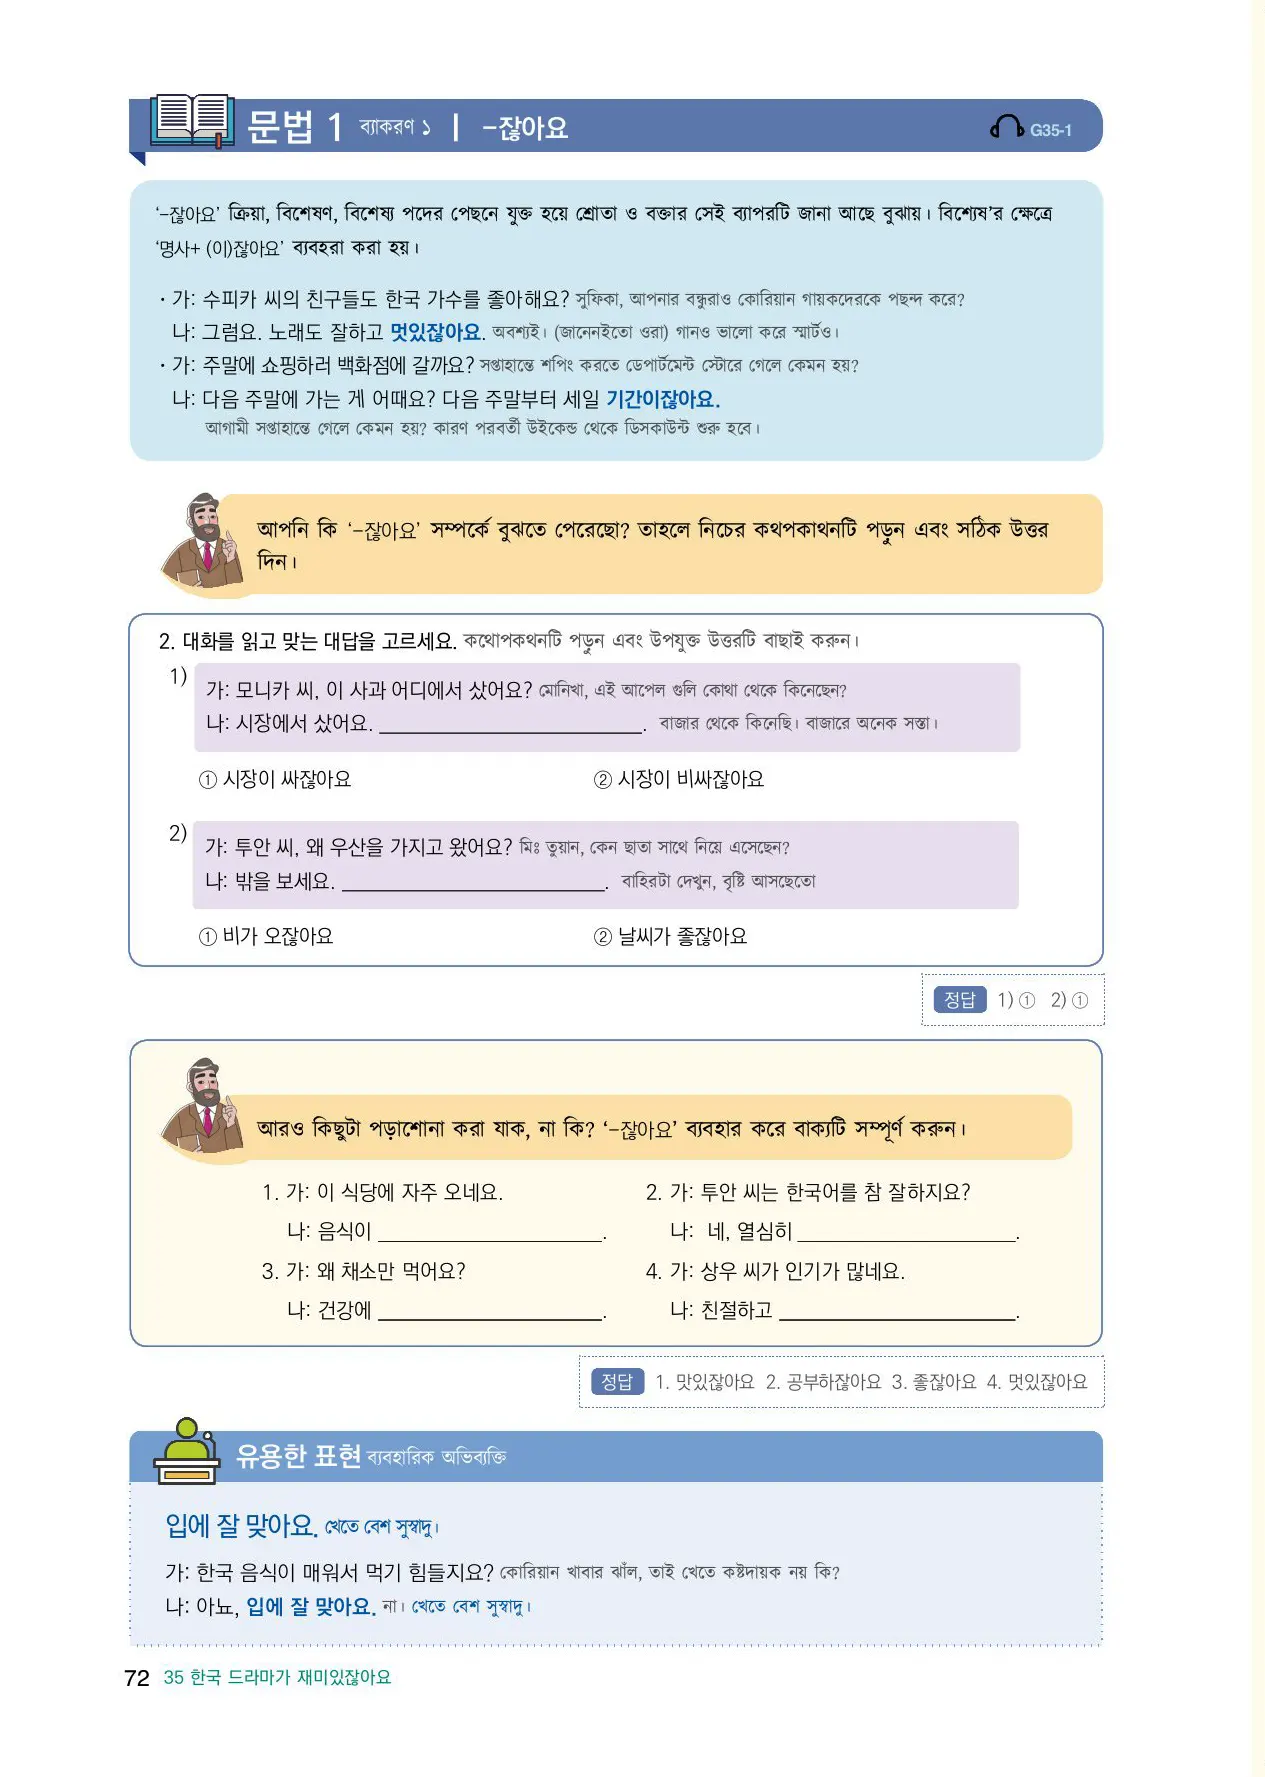 문법 1 ব্যাকরণ ১ | -잖아요
G35-1
‘-잖아요’ ক্রিয়া, বিশেষণ, বিশেষ্য পদের পেছনে যুক্ত হয়ে শ্রোতা ও বক্তার সেই ব্যাপরটি জানা আছে বুঝায়। বিশ্যেষ’র ক্ষেত্রে
‘명사+ (이)잖아요’ ব্যবহরা করা হয়।
· 가: 수피카 씨의 친구들도 한국 가수를 좋아해요? সুফিকা, আপনার বন্ধুরাও কোরিয়ান গায়কদেরকে পছন্দ করে?
나: 그럼요. 노래도 잘하고 멋있잖아요. অবশ্যই। (জানেনইতো ওরা) গানও ভালো করে স্মার্টও।
· 가: 주말에 쇼핑하러 백화점에 갈까요? সপ্তাহান্তে শপিং করতে ডেপার্টমেন্ট স্টোরে গেলে কেমন হয়?
나: 다음 주말에 가는 게 어때요? 다음 주말부터 세일 기간이잖아요.
আগামী সপ্তাহান্তে গেলে কেমন হয়? কারণ পরবর্তী উইকেন্ড থেকে ডিসকাউন্ট শুরু হবে।
আপনি কি ‘-잖아요’ সম্পর্কে বুঝতে পেরেছো? তাহলে নিচের কথপকাথনটি পড়ুন এবং সঠিক উত্তর
দিন।
2. 대화를 읽고 맞는 대답을 고르세요. কথোপকথনটি পড়ুন এবং উপযুক্ত উত্তরটি বাছাই করুন।
1)
가: 모니카 씨, 이 사과 어디에서 샀어요? মোনিখা, এই আপেল গুলি কোথা থেকে কিনেছেন?
나: 시장에서 샀어요. ____________________. বাজার থেকে কিনেছি। বাজারে অনেক সস্তা।
① 시장이 싸잖아요 ② 시장이 비싸잖아요
2)
가: 투안 씨, 왜 우산을 가지고 왔어요? মিঃ তুয়ান, কেন ছাতা সাথে নিয়ে এসেছেন?
나: 밖을 보세요. ____________________. বাহিরটা দেখুন, বৃষ্টি আসছেতো
① 비가 오잖아요 ② 날씨가 좋잖아요
정답 1) ① 2) ①
আরও কিছুটা পড়াশোনা করা যাক, না কি? ‘-잖아요’ ব্যবহার করে বাক্যটি সম্পূর্ণ করুন।
1. 가: 이 식당에 자주 오네요. 2. 가: 투안 씨는 한국어를 참 잘하지요?
나: 음식이 ____________________. 나: 네, 열심히 ____________________.
3. 가: 왜 채소만 먹어요? 4. 가: 상우 씨가 인기가 많네요.
나: 건강에 ____________________. 나: 친절하고 ____________________.
정답 1. 맛있잖아요 2. 공부하잖아요 3. 좋잖아요 4. 멋있잖아요
유용한 표현 ব্যবহারিক অভিব্যক্তি
입에 잘 맞아요. খেতে বেশ সুস্বাদু।
가: 한국 음식이 매워서 먹기 힘들지요? কোরিয়ান খাবার ঝাঁল, তাই খেতে কষ্টদায়ক নয় কি?
나: 아뇨, 입에 잘 맞아요. না। খেতে বেশ সুস্বাদু।
72 35 한국 드라마가 재미있잖아요